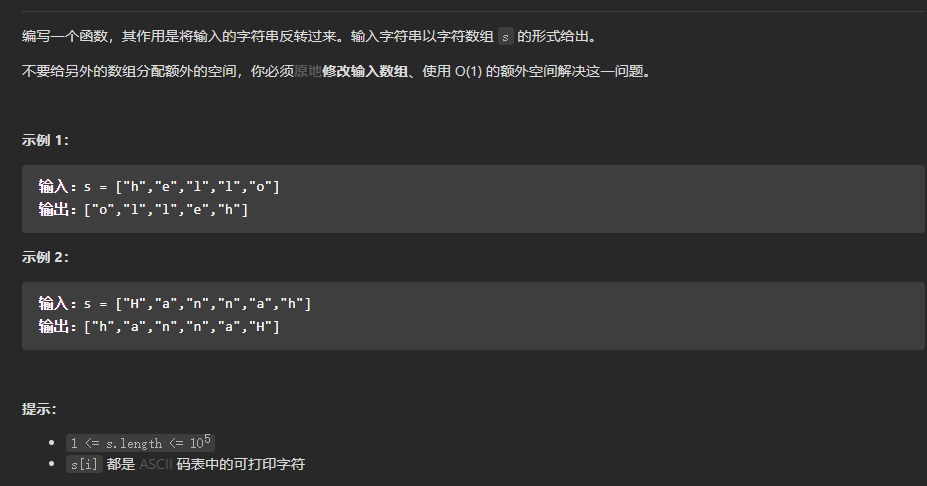 编写一个函数，其作用是将输入的字符串反转过来。输入字符串以字符数组 s 的形式给出。
不要给另外的数组分配额外的空间，你必须原地修改输入数组、使用 O(1) 的额外空间解决这一问题。
示例 1：
输入：s = ["h","e","l","l","o"]
输出：["o","l","l","e","h"]
示例 2：
输入：s = ["H","a","n","n","a","h"]
输出：["h","a","n","n","a","H"]
提示：
1 <= s.length <= 10⁵
s[i] 都是 ASCII 码表中的可打印字符